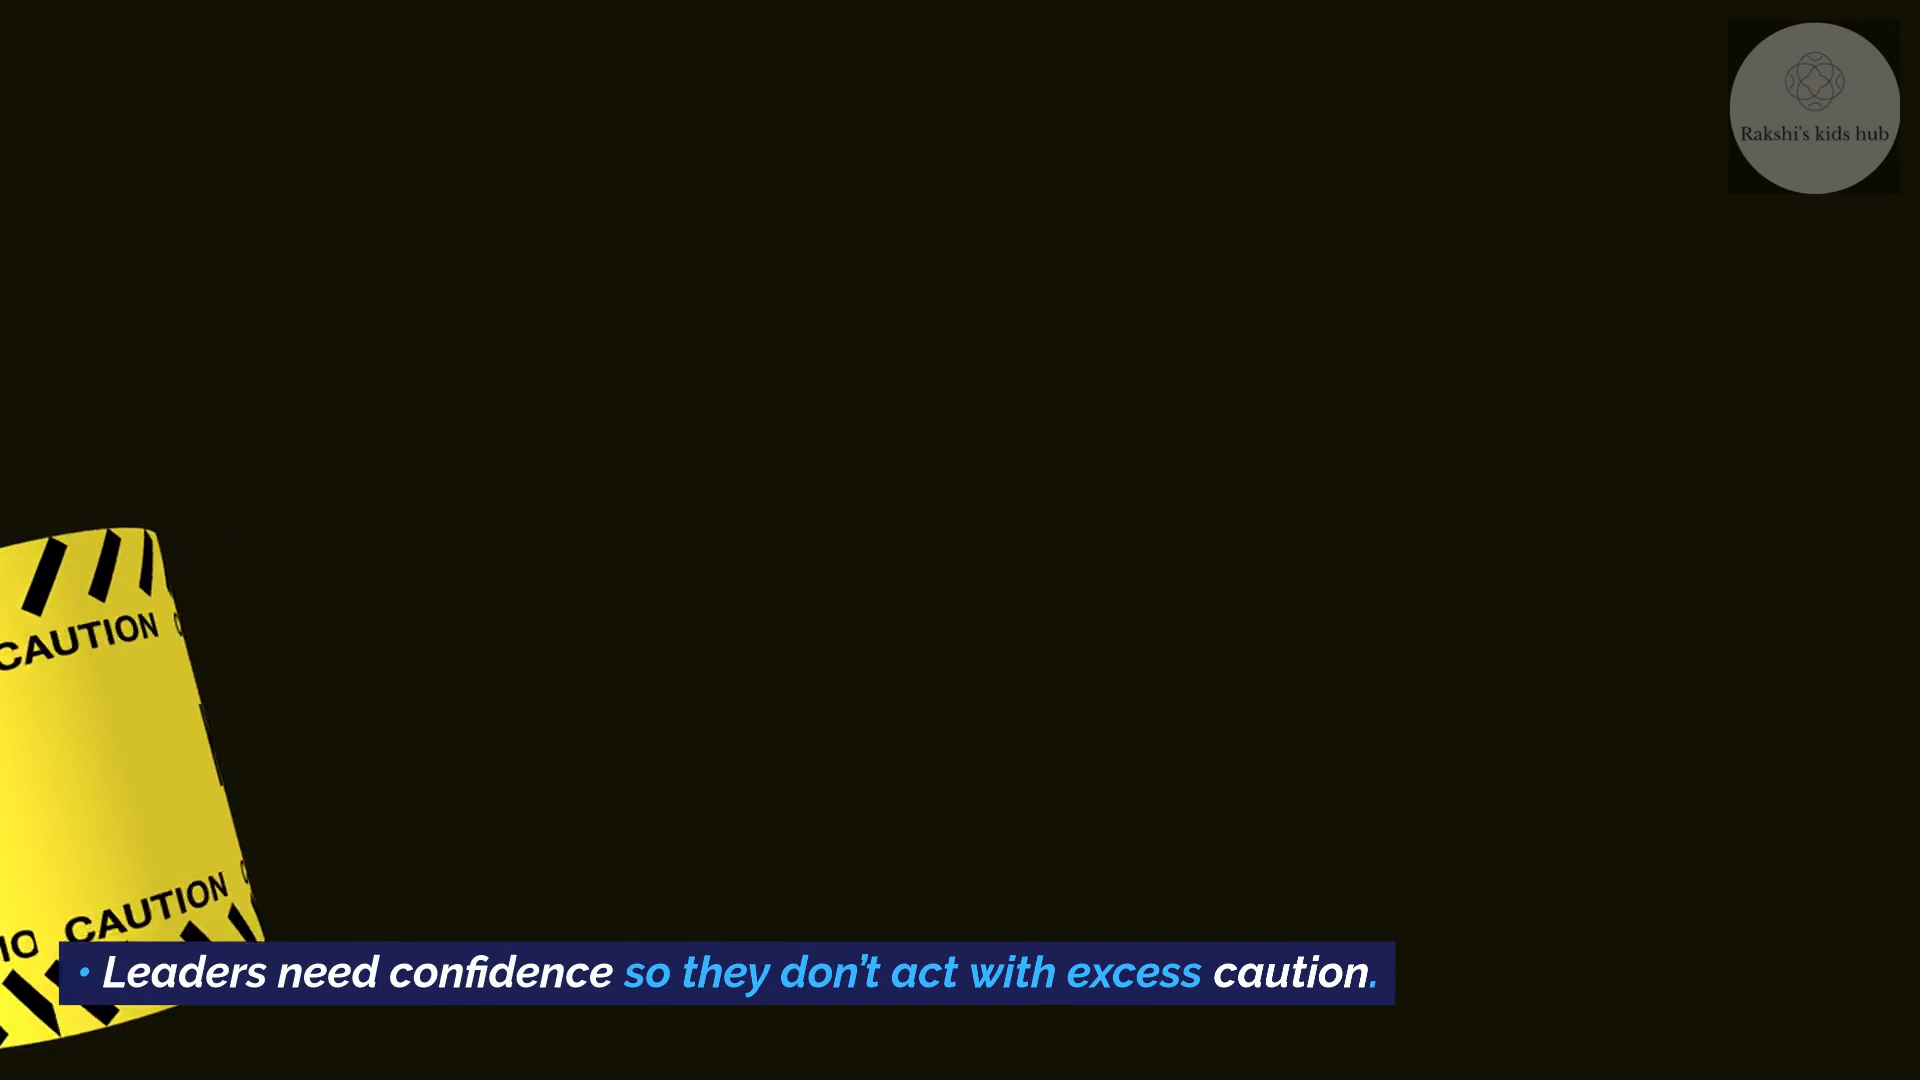 Rakshi's kids hub
CAUTION
CAUTION
• Leaders need confidence so they don’t act with excess caution.